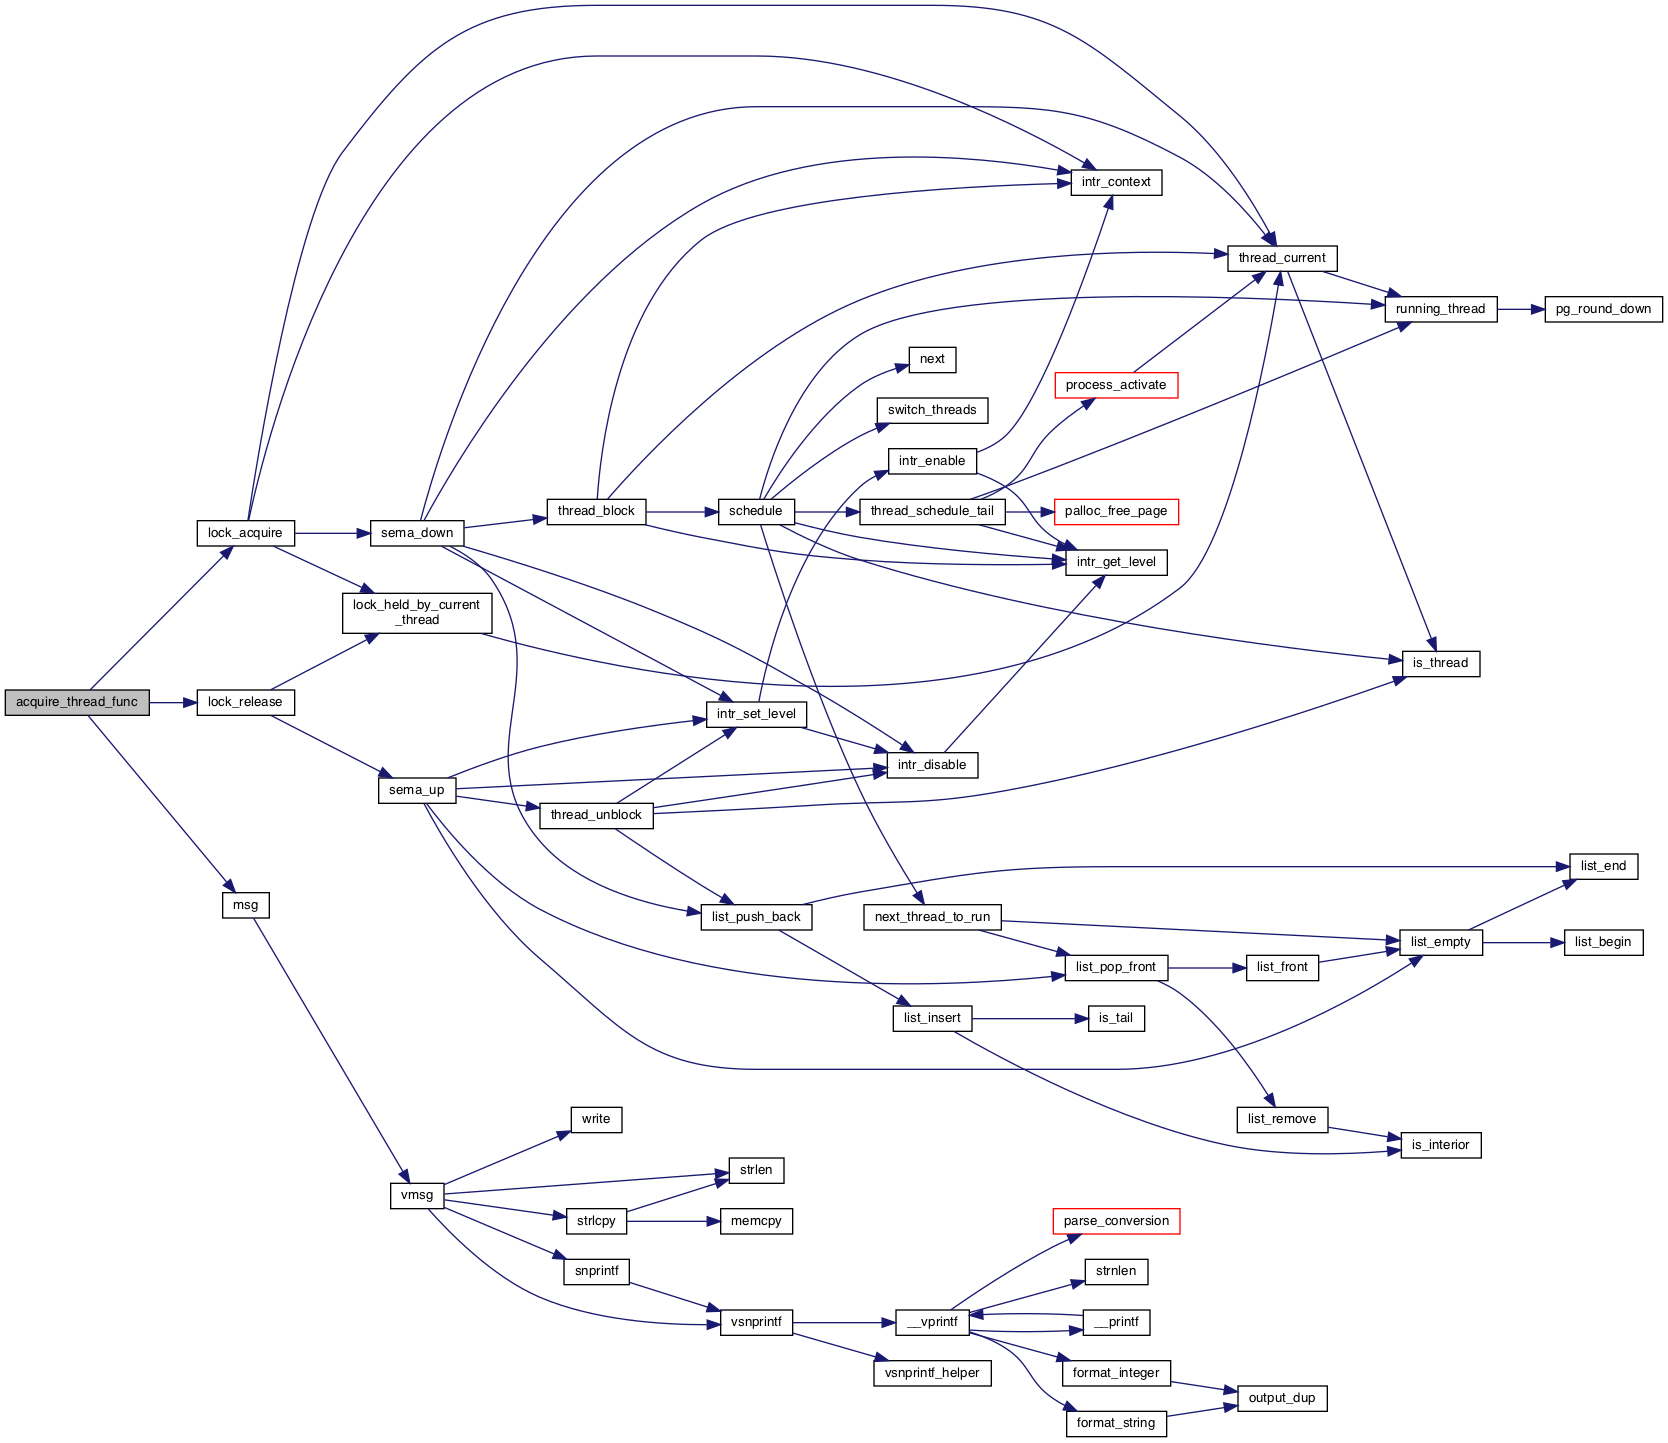 intr_context
thread_current
running_thread
pg_round_down
next
process_activate
switch_threads
intr_enable
thread_block
schedule
thread_schedule_tail
palloc_free_page
lock_acquire
sema_down
intr_get_level
lock_held_by_current
_thread
is_thread
acquire_thread_func
lock_release
intr_set_level
intr_disable
sema_up
thread_unblock
list_end
msg
list_push_back
next_thread_to_run
list_empty
list_begin
list_pop_front
list_front
list_insert
is_tail
write
list_remove
is_interior
strlen
vmsg
strlcpy
memcpy
parse_conversion
snprintf
strnlen
vsnprintf
__vprintf
__printf
vsnprintf_helper
format_integer
output_dup
format_string